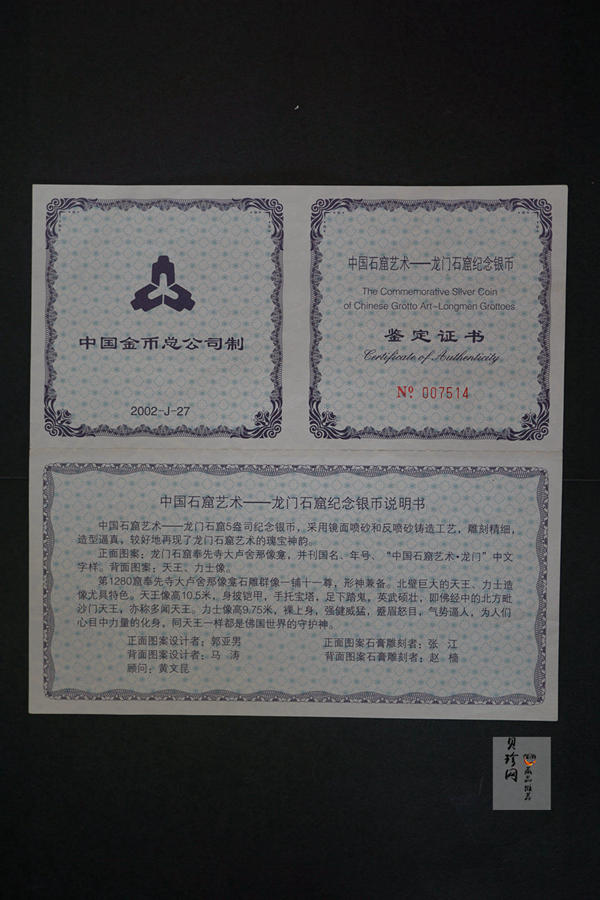 中国金币总公司制
2002-J-27
中国石窟艺术——龙门石窟纪念银币
The Commemorative Silver Coin
of Chinese Grotto Art-Longmen Grottoes
鉴定证书
Certificate of Authenticity
№ 007514
中国石窟艺术——龙门石窟纪念银币说明书
中国石窟艺术——龙门石窟5盎司纪念银币，采用镜面喷砂和反喷砂铸造工艺，雕刻精细，
造型逼真，较好地再现了龙门石窟艺术的瑰宝神韵。
正面图案：龙门石窟奉先寺大卢舍那像龛，并刊国名、年号、“中国石窟艺术·龙门”中文
字样。背面图案：天王、力士像。
第1280窟奉先寺大卢舍那像龛石雕群像一铺十一尊，形神兼备。北壁巨大的天王、力士造
像尤具特色。天王像高10.5米，身披铠甲，手托宝塔，足下踏鬼，英武硕壮，即佛经中的北方毗
沙门天王，亦称多闻天王。力士像高9.75米，裸上身，强健威猛，蹙眉怒目，气势逼人，为人们
心目中力量的化身，同天王一样都是佛国世界的守护神。
正面图案设计者：郭亚男 正面图案石膏雕刻者：张 江
背面图案设计者：马 涛 背面图案石膏雕刻者：赵 樯
顾问：黄文昆
贝珍网
藏品推荐